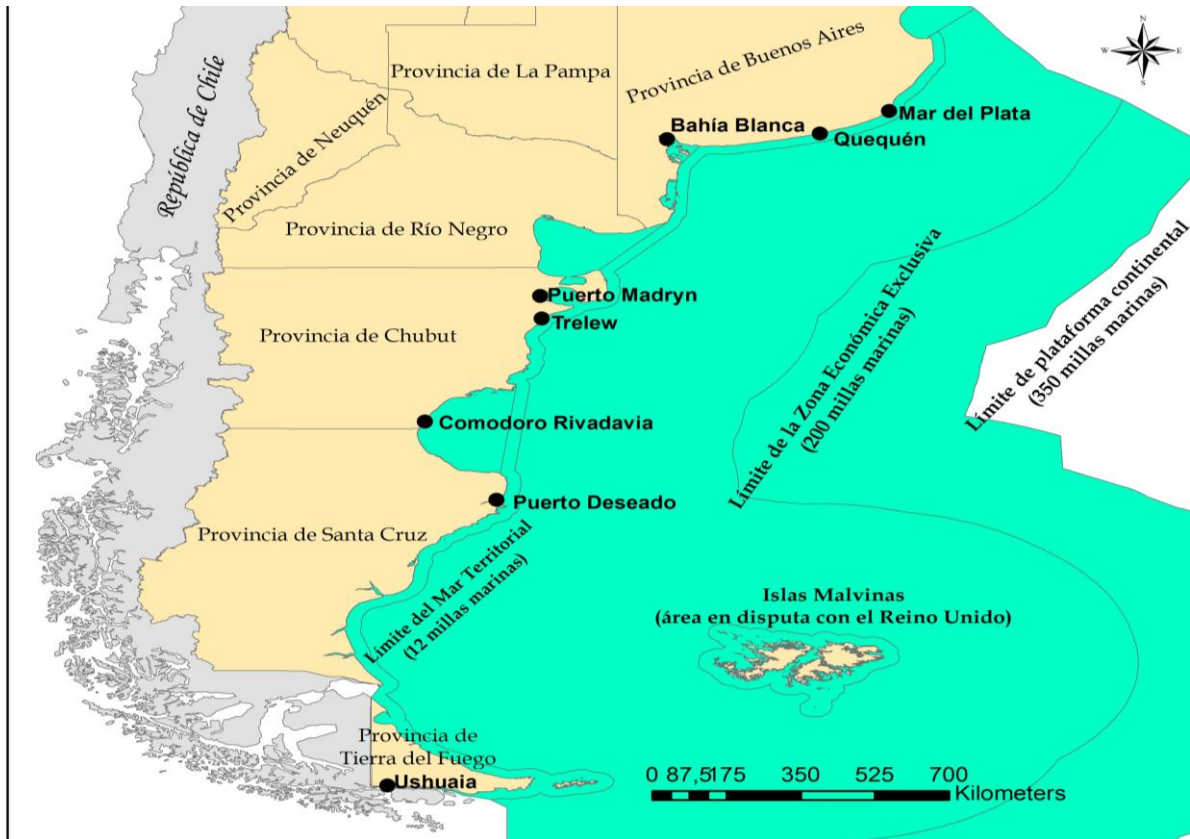 N
W
E
S
República de Chile
Provincia de Neuquén
Provincia de La Pampa
Provincia de Buenos Aires
Mar del Plata
Bahía Blanca
Quequén
Provincia de Río Negro
Puerto Madryn
Trelew
Provincia de Chubut
Comodoro Rivadavia
Puerto Deseado
Provincia de Santa Cruz
Límite del Mar Territorial
(12 millas marinas)
Límite de la Zona Económica Exclusiva
(200 millas marinas)
Límite de plataforma continental
(350 millas marinas)
Islas Malvinas
(área en disputa con el Reino Unido)
Provincia de
Tierra del Fuego
Ushuaia
0 87,5 175 350 525 700
Kilometers